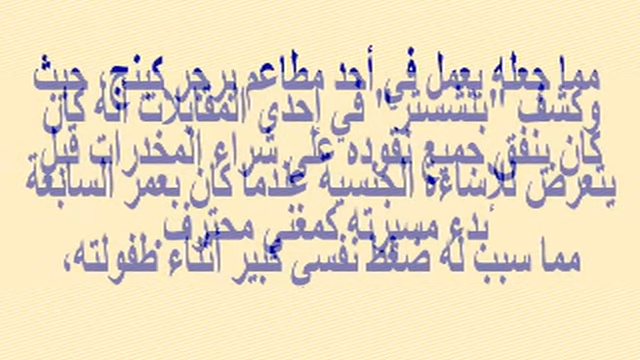 مما جعله يعمل في أحد مطاعم برجر كينج، حيث
وكشف "بتشستر" في إحدى المقابلات أنه كان
كان ينفق جميع نقوده على شراء المخدرات قبل
يتعرض للإساءة الجنسية عندما كان بعمر السابعة
بدء مسيرته كمغني محترف
مما سبب له ضغط نفسي كبير أثناء طفولته،